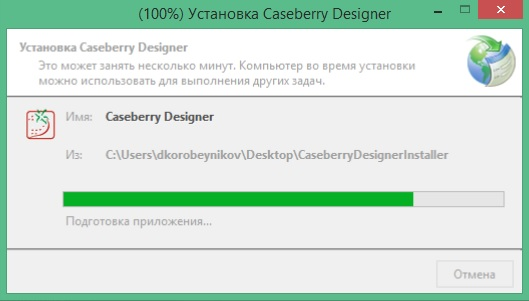 (100%) Установка Caseberry Designer
Установка Caseberry Designer
Это может занять несколько минут. Компьютер во время установки
можно использовать для выполнения других задач.
Имя: Caseberry Designer
Из: C:\Users\dkorobeynikov\Desktop\CaseberryDesignerInstaller
Подготовка приложения...
Отмена